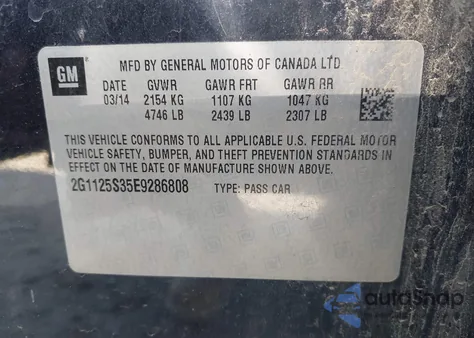 GM
MFD BY GENERAL MOTORS OF CANADA LTD
DATE GVWR GAWR FRT GAWR RR
03/14 2154 KG 1107 KG 1047 KG
4746 LB 2439 LB 2307 LB
THIS VEHICLE CONFORMS TO ALL APPLICABLE U.S. FEDERAL MOTOR
VEHICLE SAFETY, BUMPER, AND THEFT PREVENTION STANDARDS IN
EFFECT ON THE DATE OF MANUFACTURE SHOWN ABOVE.
2G1125S35E9286808 TYPE: PASS CAR
autoSnap